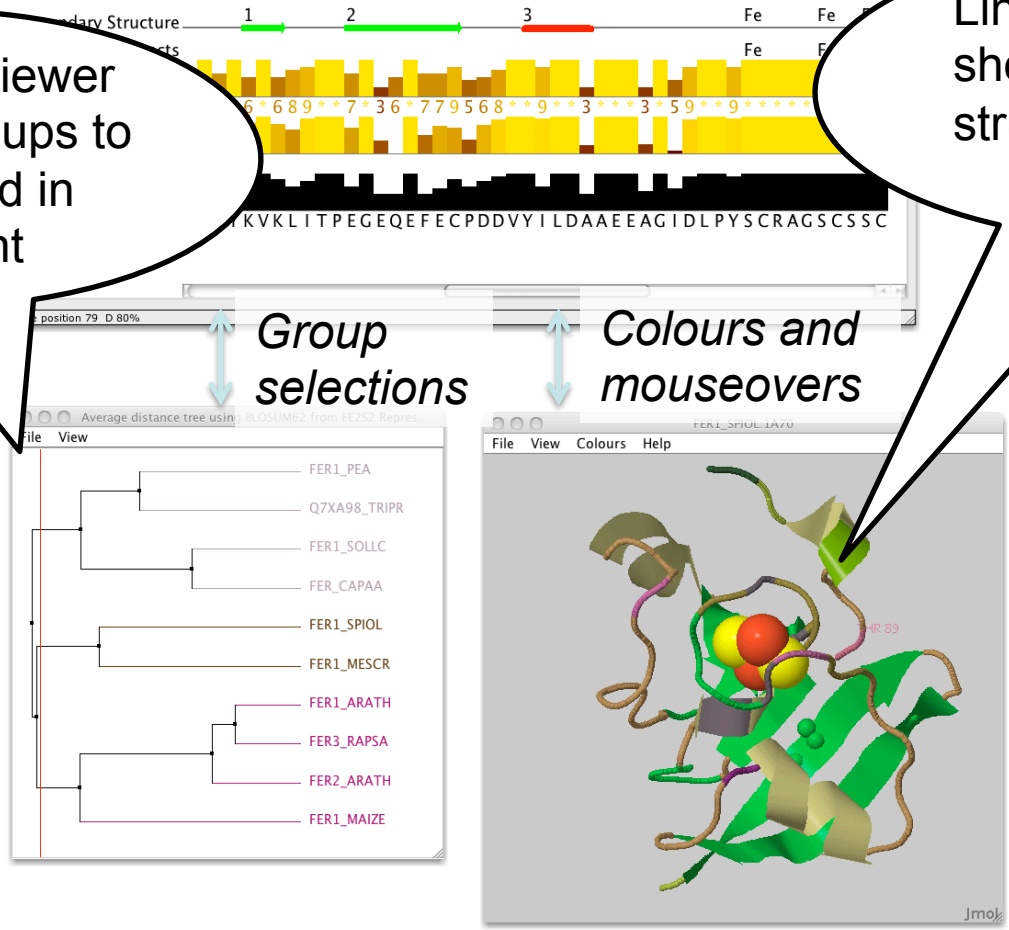 1 2 3 Fe Fe
Secondary Structure
Fe
iewer
ups to
d in
nt
Lin
sho
str
6*689**7*36*779568**9**3***3*59**9*****
KVKLITPEGEQEFECPDDVYILDAAEEAGIDLPYSCRAGSCSSC
e position 79 D 80%
Group
selections
Colours and
mouseovers
Average distance tree using BLOSUM62 from FE2S2 Repres...
File View
FER1_PEA
Q7XA98_TRIPR
FER1_SOLLC
FER_CAPAA
FER1_SPIOL
FER1_MESCR
FER1_ARATH
FER3_RAPSA
FER2_ARATH
FER1_MAIZE
FER1_SPIOL:1A70
File View Colours Help
THR 89
Jmol